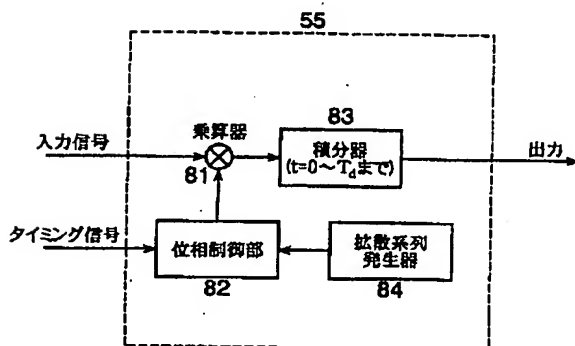 55
83
乗算器
入力信号
81
積分器
(t=0～Tdまで)
出力
タイミング信号
位相制御部
82
拡散系列
発生器
84